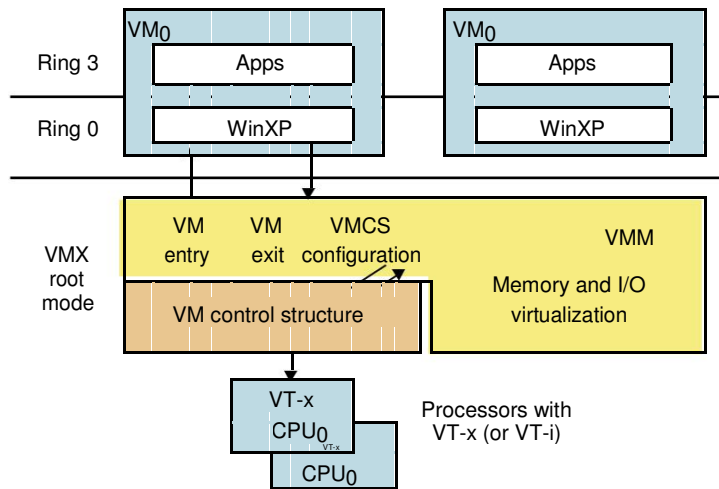 VM0
VM0
Ring 3
Apps
Apps
Ring 0
WinXP
WinXP
VM entry
VM exit
VMCS configuration
VMM
VMX root mode
Memory and I/O virtualization
VM control structure
VT-x
CPU0
VT-x
CPU0
Processors with VT-x (or VT-i)